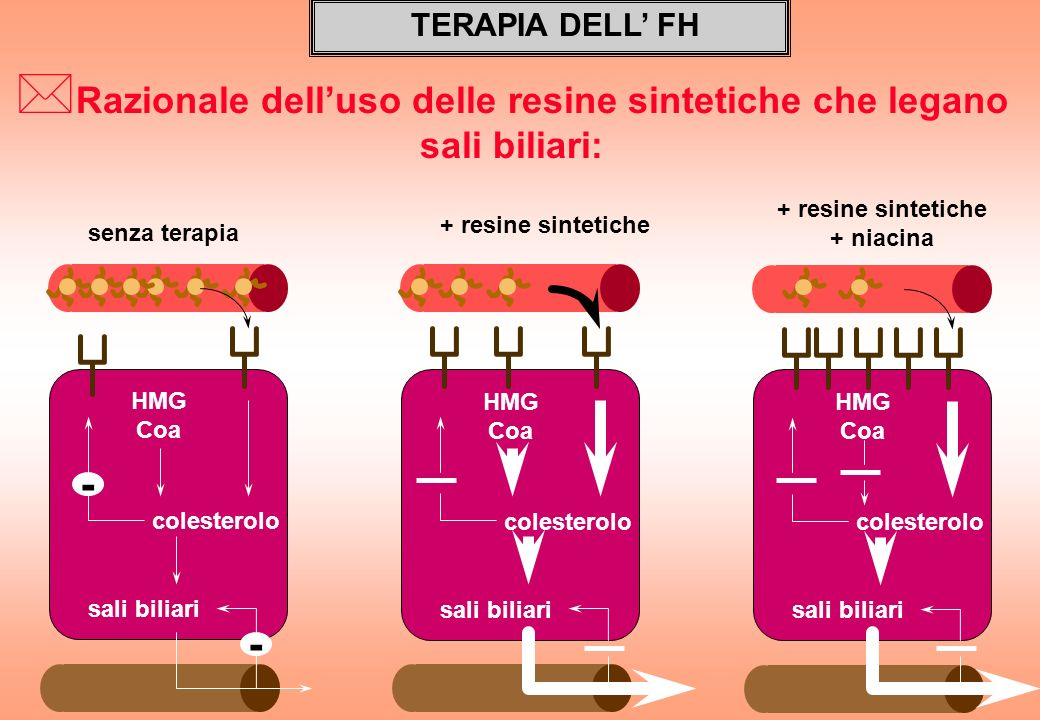 TERAPIA DELL’ FH
Razionale dell’uso delle resine sintetiche che legano
sali biliari:
senza terapia
+ resine sintetiche
+ resine sintetiche
+ niacina
HMG
Coa
-
colesterolo
sali biliari
-
HMG
Coa
colesterolo
sali biliari
HMG
Coa
colesterolo
sali biliari